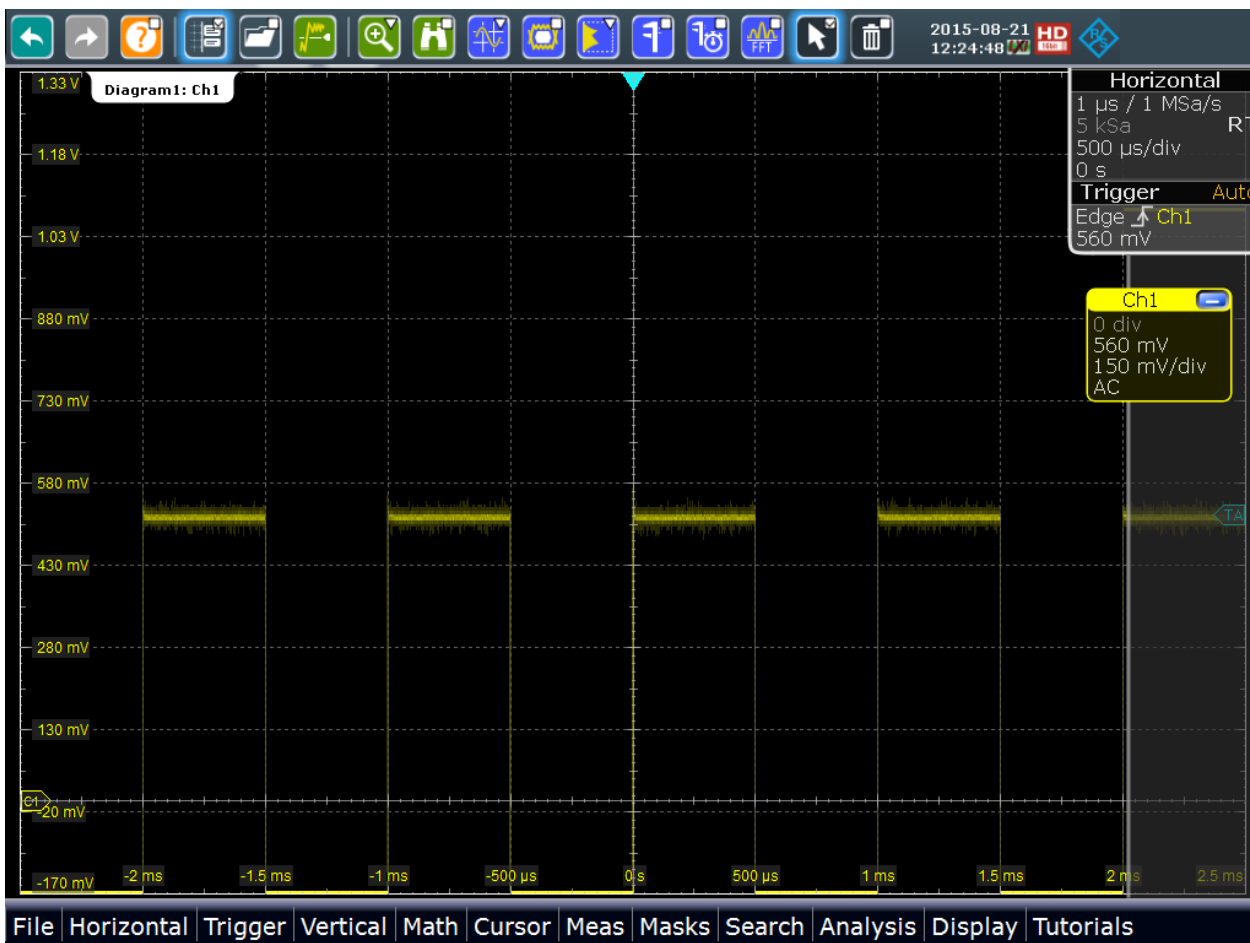 2015-08-21
12:24:48
HD
16bit
R&S
FFT
1.33 V
Diagram1: Ch1
Horizontal
1 µs / 1 MSa/s
5 kSa
RT
500 µs/div
0 s
Trigger
Auto
Edge Ch1
560 mV
1.18 V
1.03 V
Ch1
0 div
560 mV
150 mV/div
AC
880 mV
730 mV
580 mV
TA
430 mV
280 mV
130 mV
C1
-20 mV
-170 mV
-2 ms
-1.5 ms
-1 ms
-500 µs
0 s
500 µs
1 ms
1.5 ms
2 ms
2.5 ms
File Horizontal Trigger Vertical Math Cursor Meas Masks Search Analysis Display Tutorials